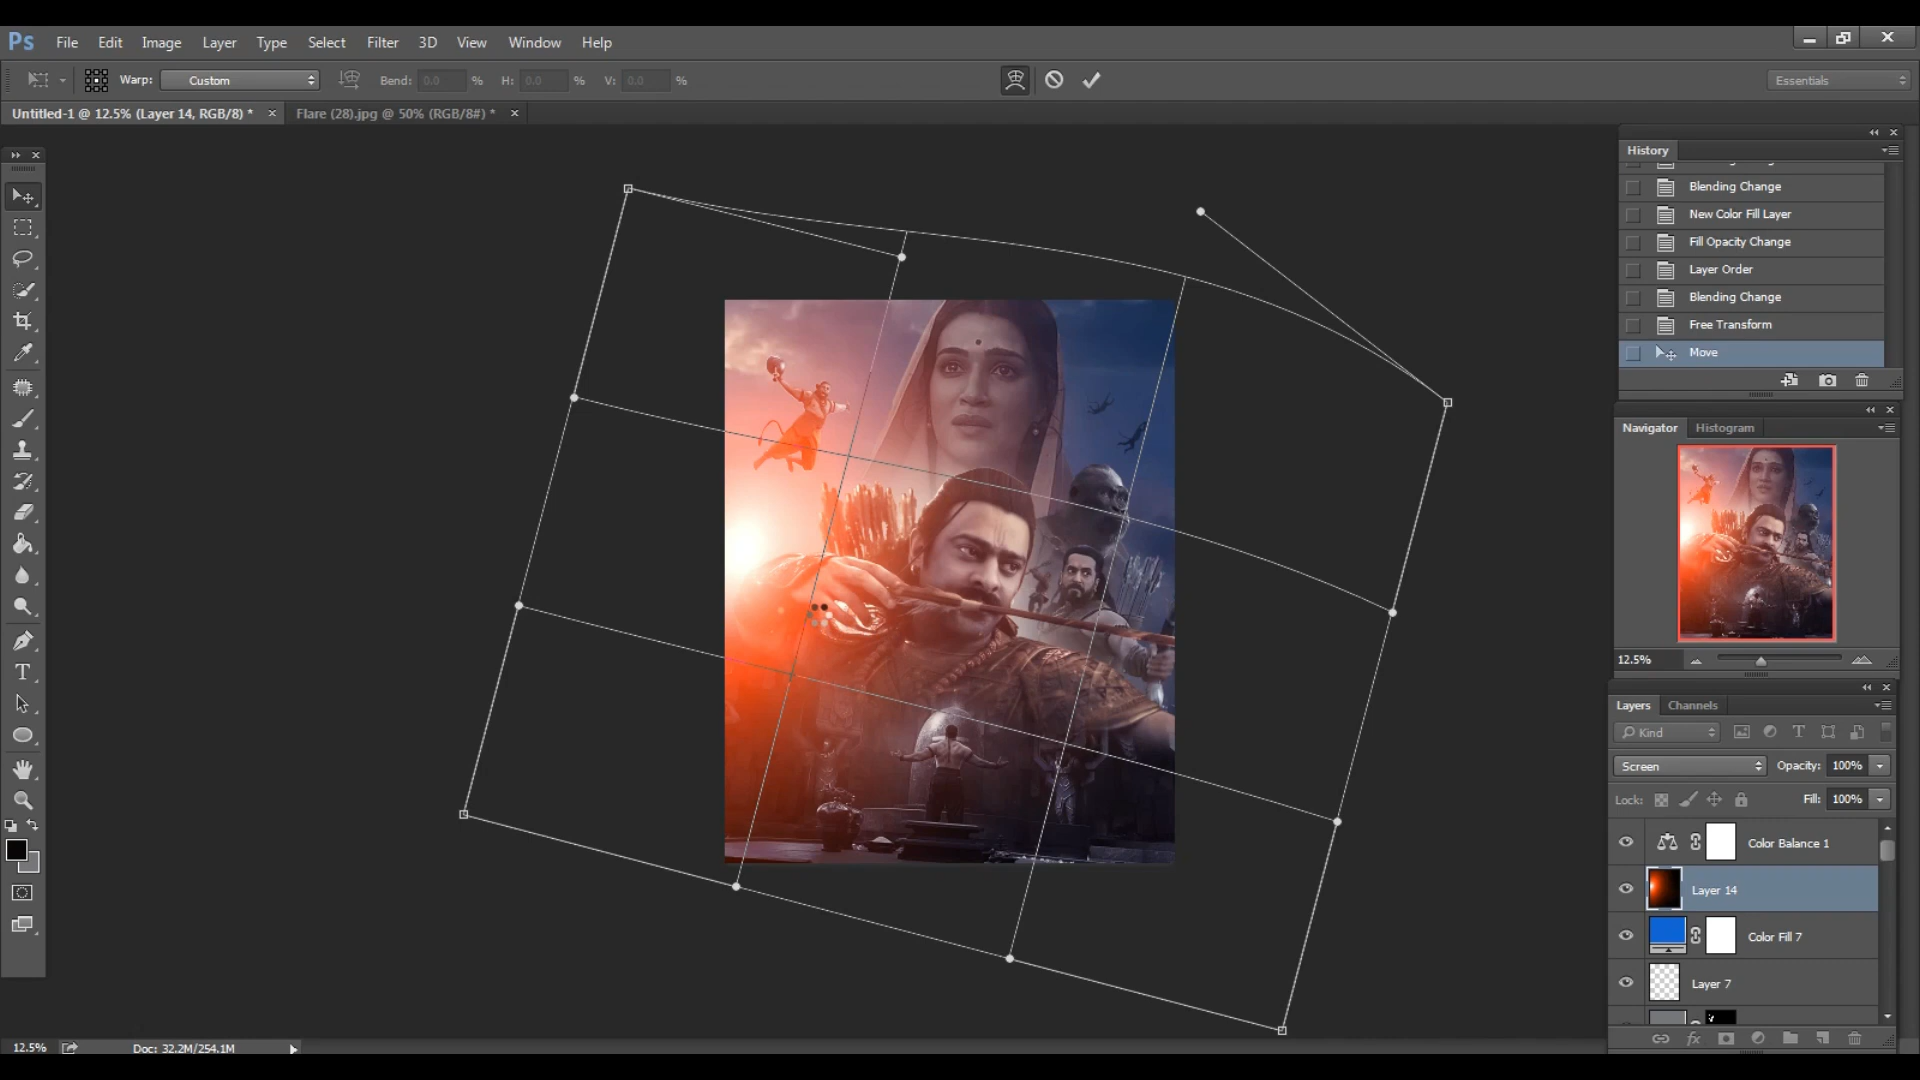 Ps File Edit Image Layer Type Select Filter 3D View Window Help
Warp: Custom Bend: 0.0 % H: 0.0 % V: 0.0 % Essentials
Untitled-1 @ 12.5% (Layer 14, RGB/8) * × Flare (28).jpg @ 50% (RGB/8#) * ×
History
Blending Change
New Color Fill Layer
Fill Opacity Change
Layer Order
Blending Change
Free Transform
Move
Navigator Histogram
12.5%
Layers Channels
Kind
Screen Opacity: 100%
Lock: Fill: 100%
Color Balance 1
Layer 14
Color Fill 7
Layer 7
12.5% Doc: 32.2M/254.1M